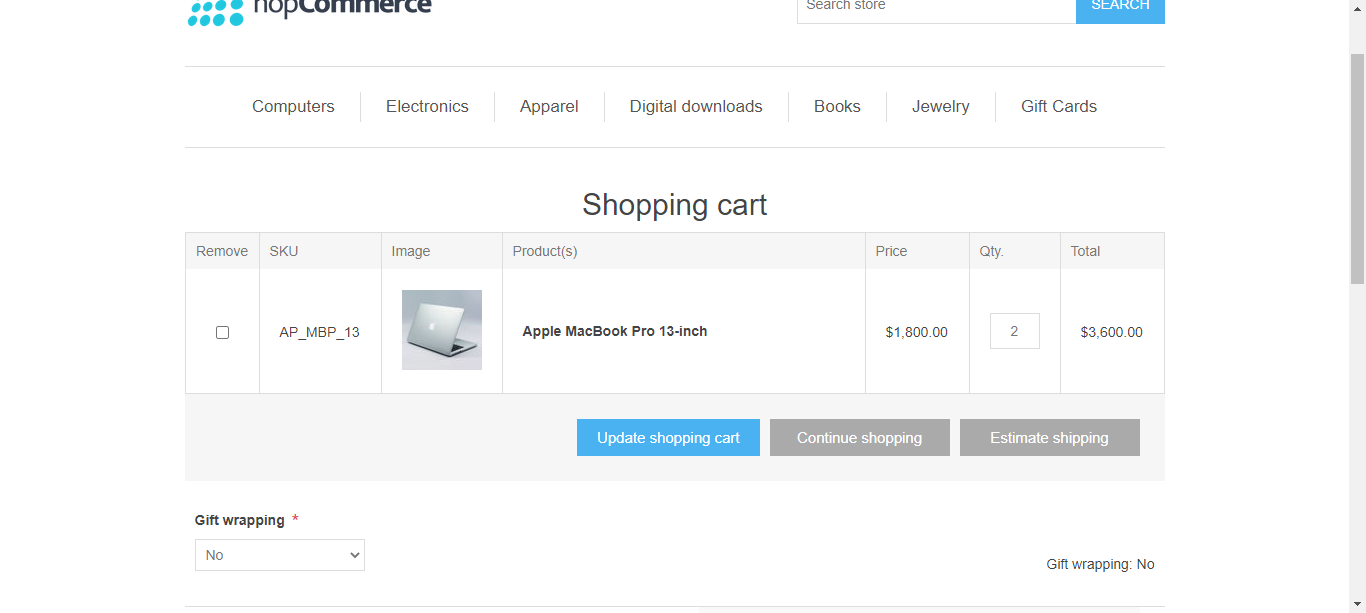 nopCommerce
Search store
SEARCH
Computers
Electronics
Apparel
Digital downloads
Books
Jewelry
Gift Cards
Shopping cart
Remove
SKU
Image
Product(s)
Price
Qty.
Total
AP_MBP_13
Apple MacBook Pro 13-inch
$1,800.00
2
$3,600.00
Update shopping cart
Continue shopping
Estimate shipping
Gift wrapping *
No
Gift wrapping: No